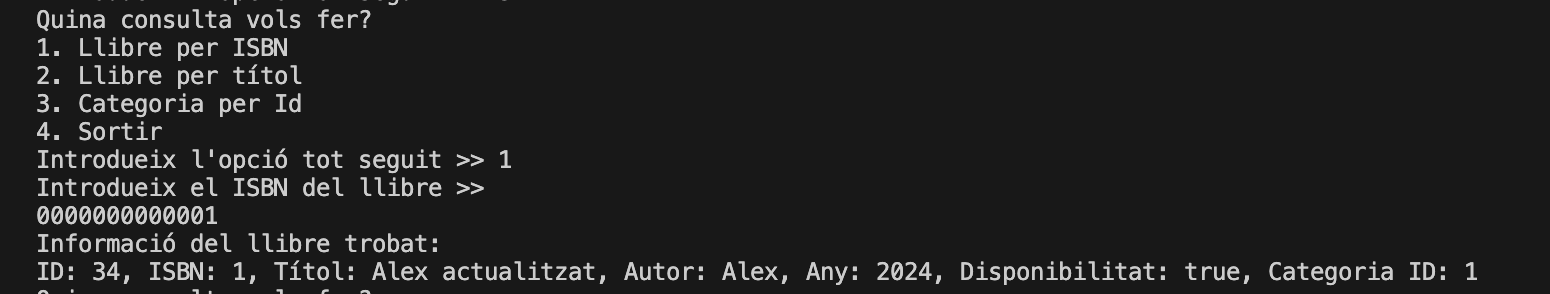 Quina consulta vols fer?
1. Llibre per ISBN
2. Llibre per títol
3. Categoria per Id
4. Sortir
Introdueix l'opció tot seguit >> 1
Introdueix el ISBN del llibre >>
0000000000001
Informació del llibre trobat:
ID: 34, ISBN: 1, Títol: Alex actualitzat, Autor: Alex, Any: 2024, Disponibilitat: true, Categoria ID: 1